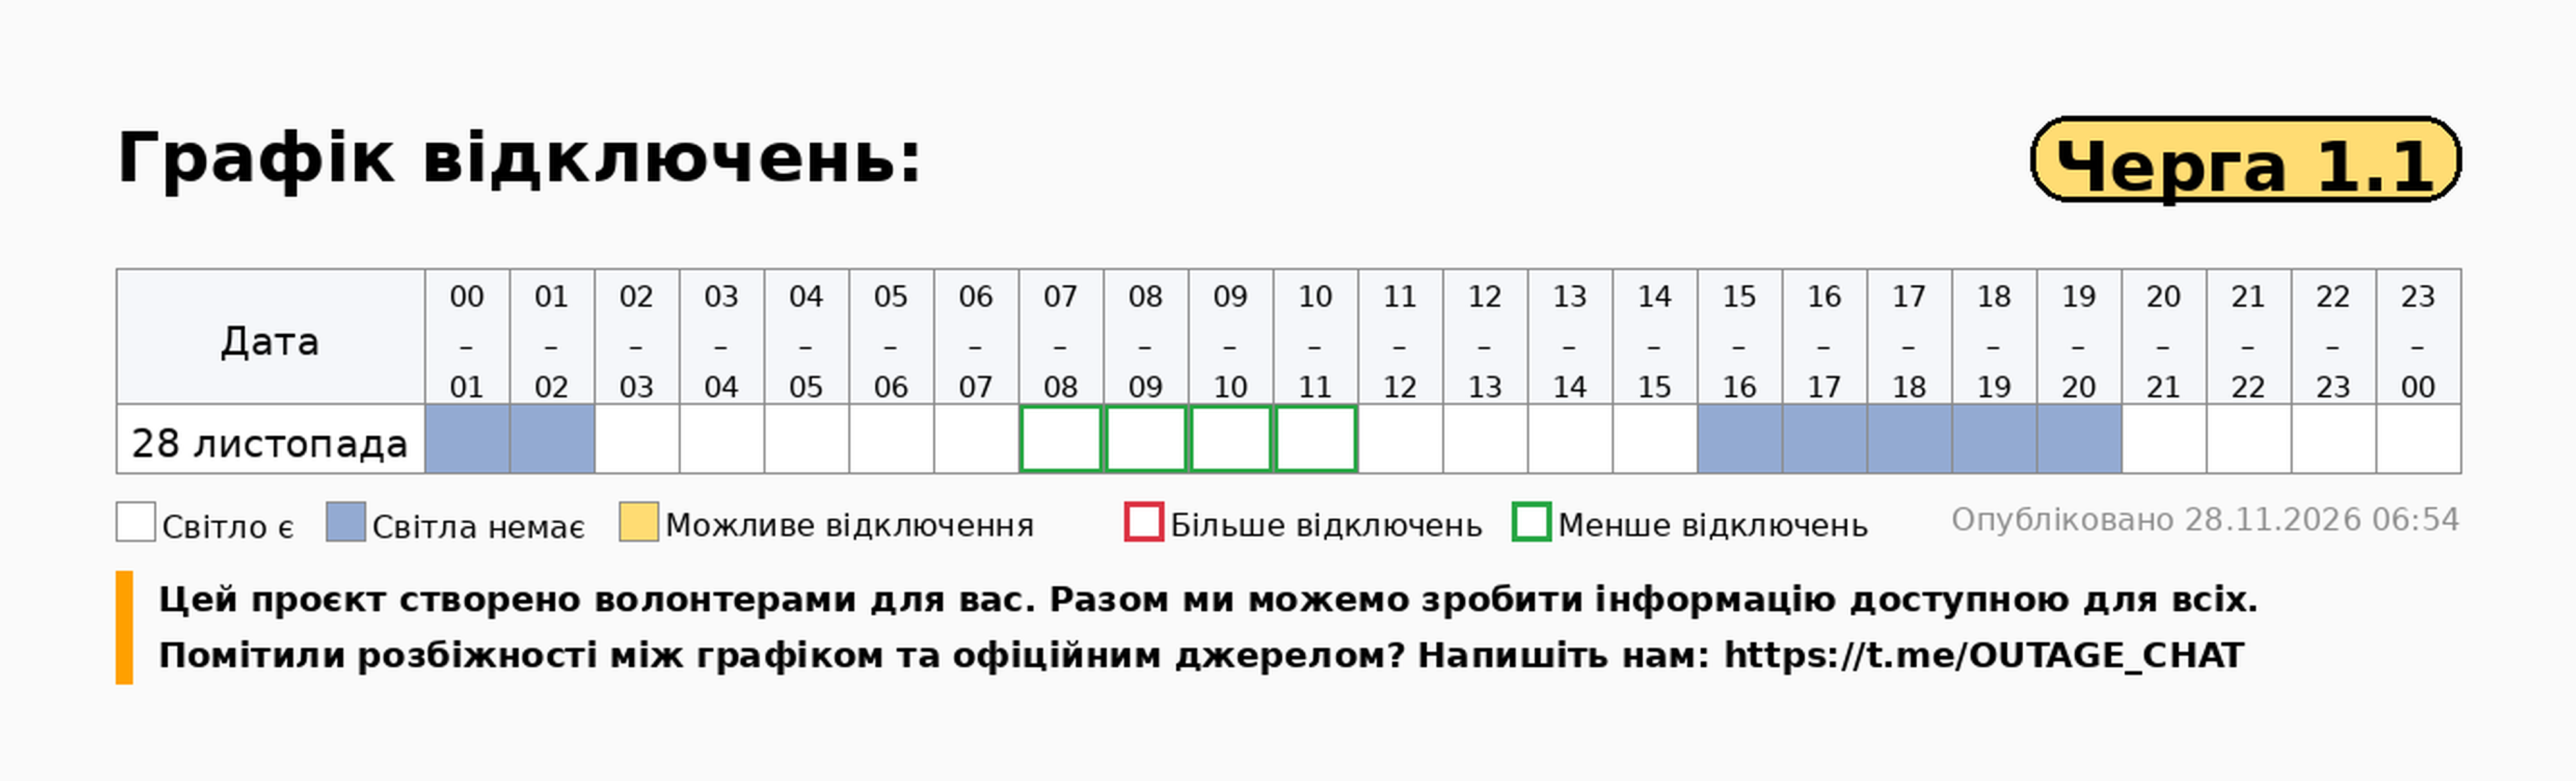 Графік відключень:
Черга 1.1
Дата 00 – 01 01 – 02 02 – 03 03 – 04 04 – 05 05 – 06 06 – 07 07 – 08 08 – 09 09 – 10 10 – 11 11 – 12 12 – 13 13 – 14 14 – 15 15 – 16 16 – 17 17 – 18 18 – 19 19 – 20 20 – 21 21 – 22 22 – 23 23 – 00
28 листопада
Світло є Світла немає Можливе відключення Більше відключень Менше відключень Опубліковано 28.11.2026 06:54
Цей проєкт створено волонтерами для вас. Разом ми можемо зробити інформацію доступною для всіх.
Помітили розбіжності між графіком та офіційним джерелом? Напишіть нам: https://t.me/OUTAGE_CHAT